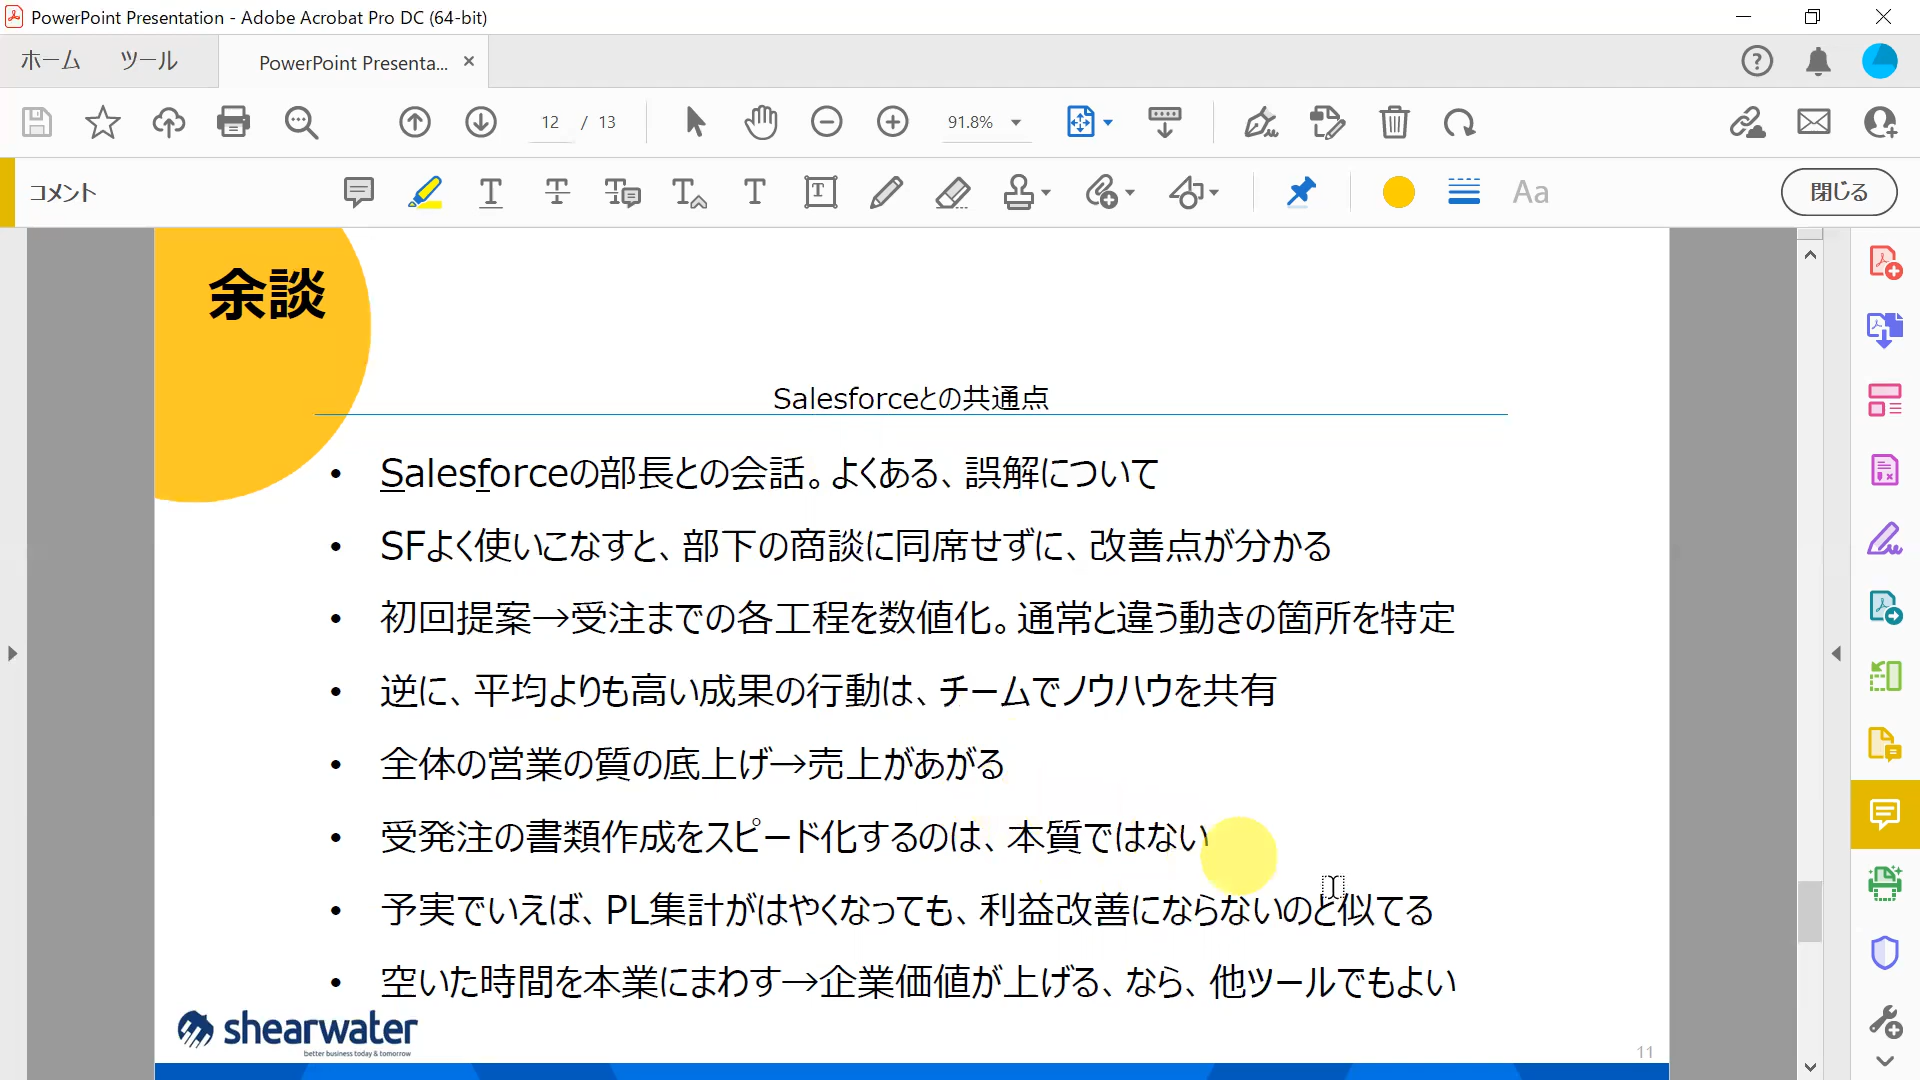 PowerPoint Presentation - Adobe Acrobat Pro DC (64-bit)
ホーム ツール PowerPoint Presenta...
12 / 13 91.8%
コメント Aa 閉じる
余談
Salesforceとの共通点
• Salesforceの部長との会話。よくある、誤解について
• SFよく使いこなすと、部下の商談に同席せずに、改善点が分かる
• 初回提案→受注までの各工程を数値化。通常と違う動きの箇所を特定
• 逆に、平均よりも高い成果の行動は、チームでノウハウを共有
• 全体の営業の質の底上げ→売上があがる
• 受発注の書類作成をスピード化するのは、本質ではない
• 予実でいえば、PL集計がはやくなっても、利益改善にならないのと似てる
• 空いた時間を本業にまわす→企業価値が上げる、なら、他ツールでもよい
shearwater
better business today & tomorrow
11